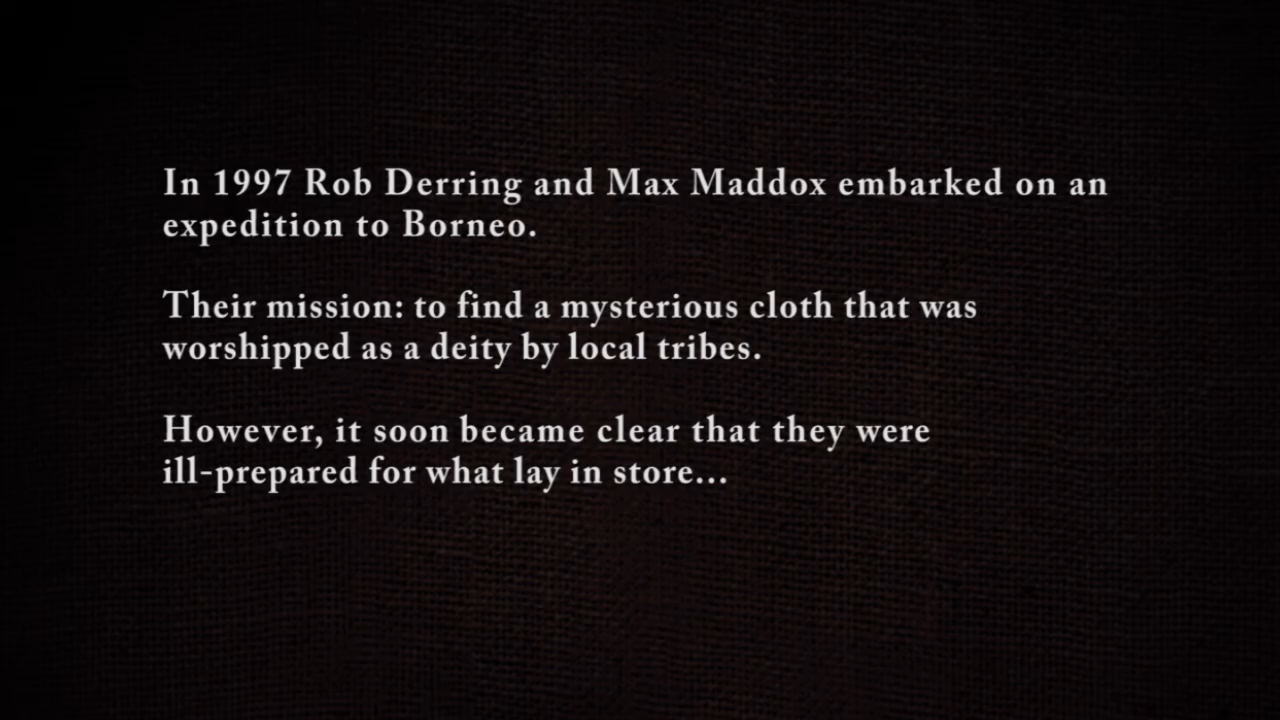 In 1997 Rob Derring and Max Maddox embarked on an
expedition to Borneo.
Their mission: to find a mysterious cloth that was
worshipped as a deity by local tribes.
However, it soon became clear that they were
ill-prepared for what lay in store...